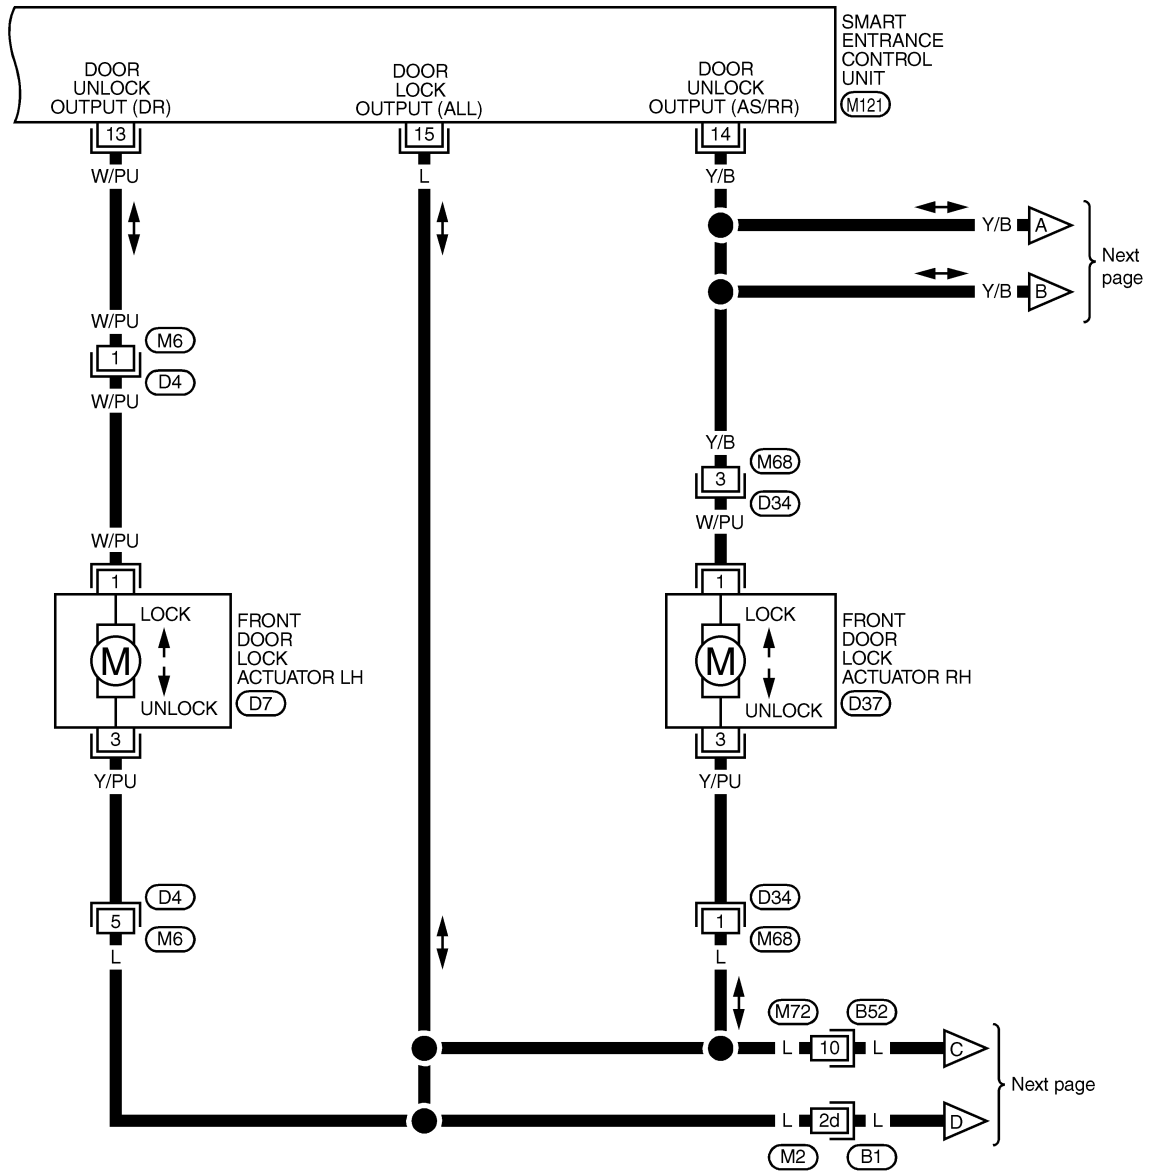 SMART
ENTRANCE
CONTROL
UNIT
M121
DOOR
UNLOCK
OUTPUT (DR)
DOOR
LOCK
OUTPUT (ALL)
DOOR
UNLOCK
OUTPUT (AS/RR)
13
15
14
W/PU
L
Y/B
Y/B
A
Y/B
B
Next
page
W/PU
M6
1
D4
W/PU
Y/B
M68
3
D34
W/PU
W/PU
1
1
LOCK
M
UNLOCK
FRONT
DOOR
LOCK
ACTUATOR LH
D7
LOCK
M
UNLOCK
FRONT
DOOR
LOCK
ACTUATOR RH
D37
3
3
Y/PU
Y/PU
D4
5
M6
L
D34
1
M68
L
M72
B52
L
10
L
C
Next page
L
2d
L
D
M2
B1